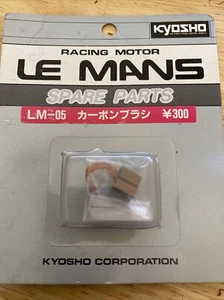 KYOSHO
RACING MOTOR
LE MANS
SPARE PARTS
LM-05 カーボンブラシ ¥300
KYOSHO CORPORATION